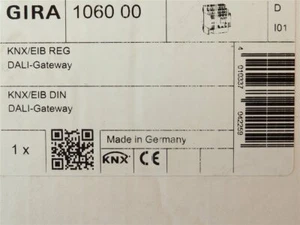 GIRA 1060 00
D
I01
KNX/EIB REG
DALI-Gateway
KNX/EIB DIN
DALI-Gateway
1 x
Made in Germany
KNX CE